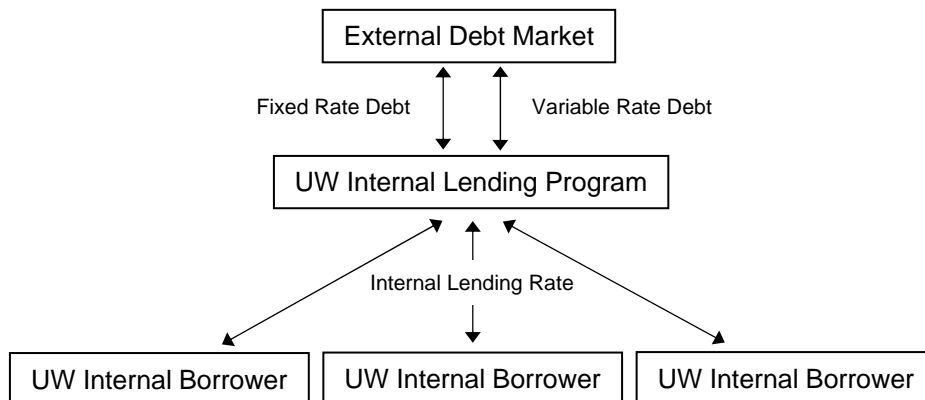 External Debt Market
Fixed Rate Debt
Variable Rate Debt
UW Internal Lending Program
Internal Lending Rate
UW Internal Borrower
UW Internal Borrower
UW Internal Borrower